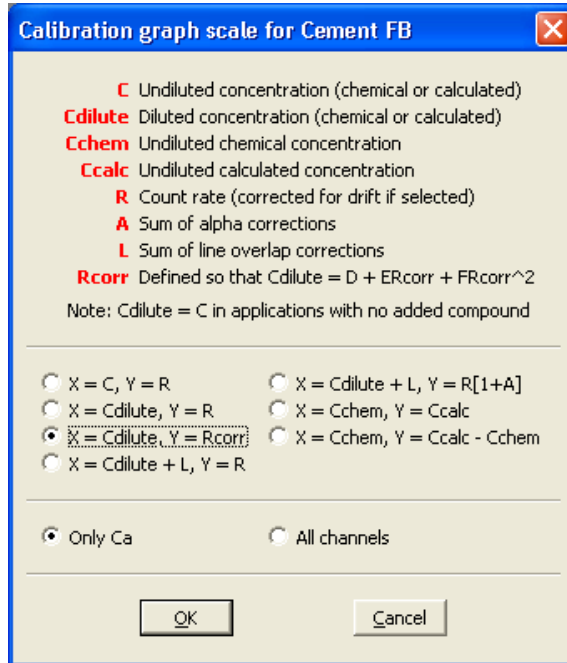 Calibration graph scale for Cement FB
C Undiluted concentration (chemical or calculated)
Cdilute Diluted concentration (chemical or calculated)
Cchem Undiluted chemical concentration
Ccalc Undiluted calculated concentration
R Count rate (corrected for drift if selected)
A Sum of alpha corrections
L Sum of line overlap corrections
Rcorr Defined so that Cdilute = D + ERcorr + FRcorr^2
Note: Cdilute = C in applications with no added compound
X = C, Y = R
X = Cdilute, Y = R
X = Cdilute, Y = Rcorr
X = Cdilute + L, Y = R
X = Cdilute + L, Y = R[1+A]
X = Cchem, Y = Ccalc
X = Cchem, Y = Ccalc - Cchem
Only Ca
All channels
OK
Cancel